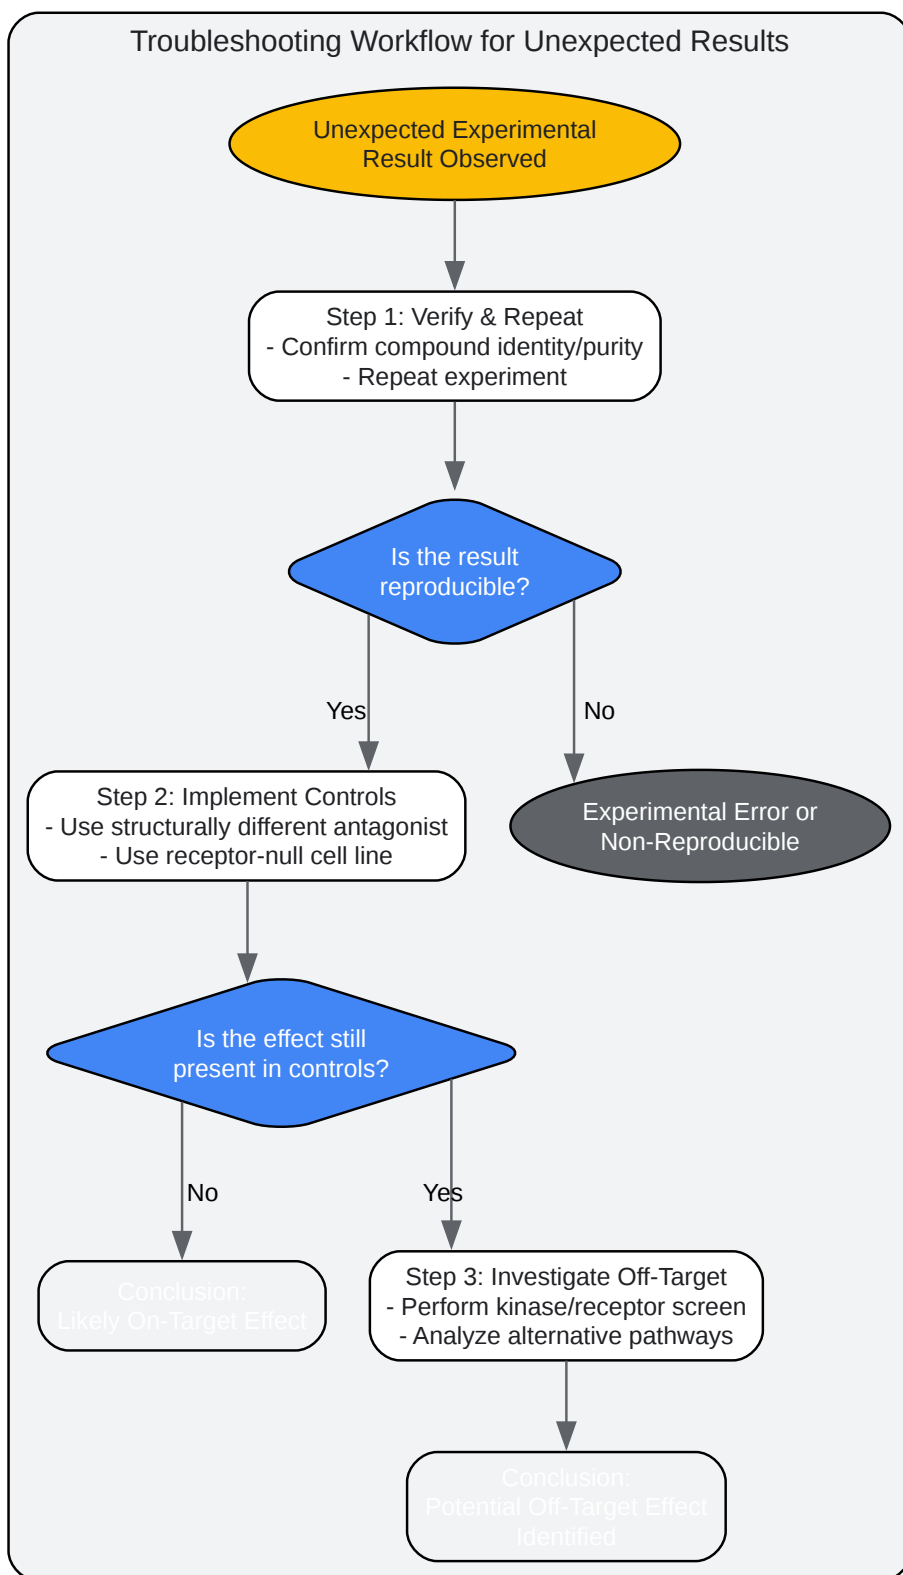 Troubleshooting Workflow for Unexpected Results
Unexpected Experimental
Result Observed
Step 1: Verify & Repeat
- Confirm compound identity/purity
- Repeat experiment
Is the result
reproducible?
Yes
No
Step 2: Implement Controls
- Use structurally different antagonist
- Use receptor-null cell line
Experimental Error or
Non-Reproducible
Is the effect still
present in controls?
No
Yes
Conclusion:
Likely On-Target Effect
Step 3: Investigate Off-Target
- Perform kinase/receptor screen
- Analyze alternative pathways
Conclusion:
Potential Off-Target Effect
Identified